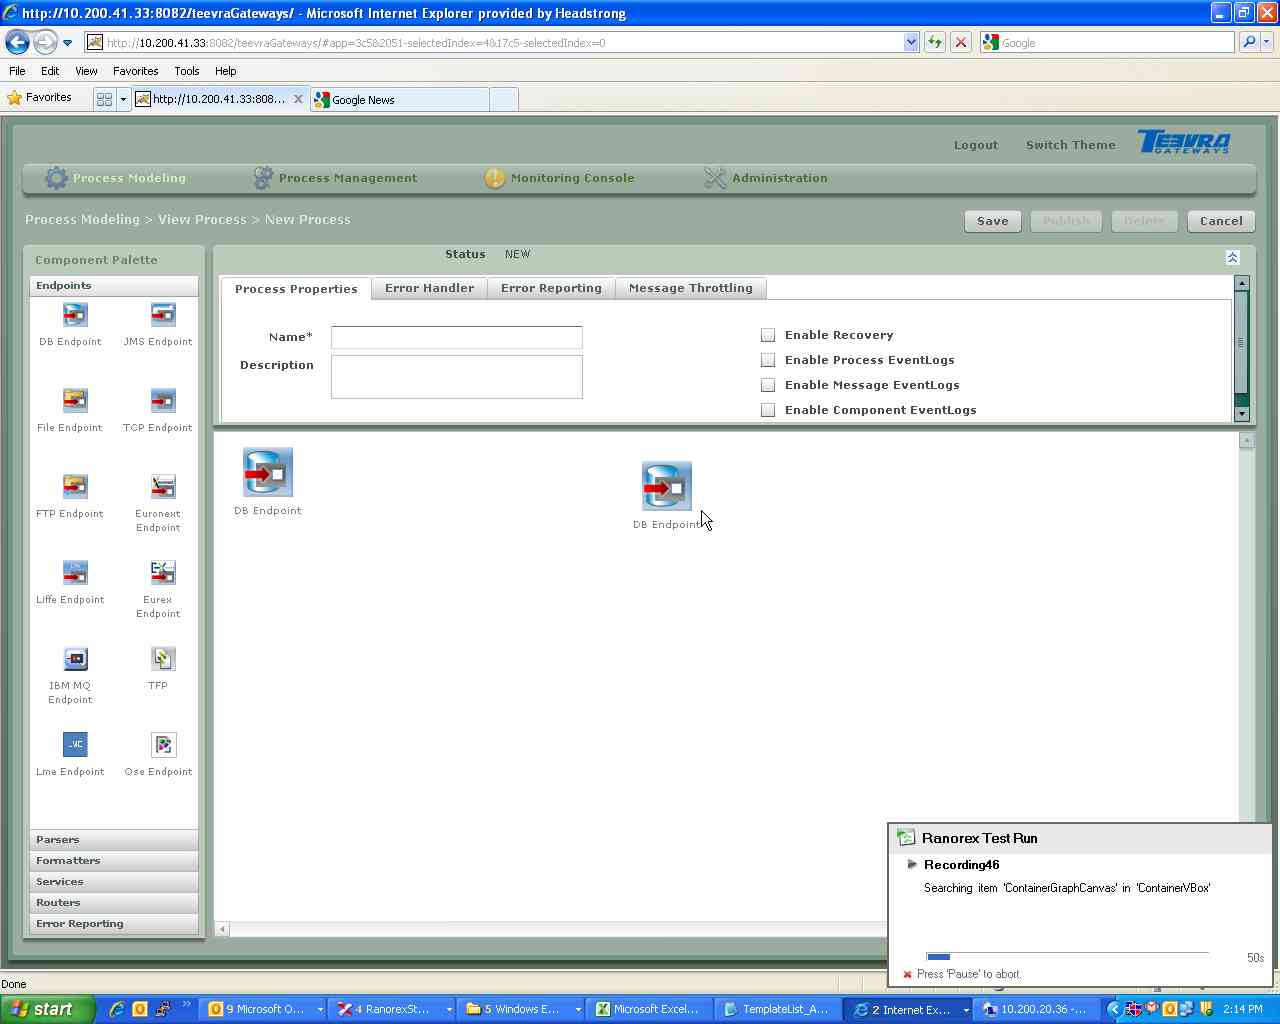 http://10.200.41.33:8082/teevraGateways/ - Microsoft Internet Explorer provided by Headstrong
http://10.200.41.33:8082/teevraGateways/#app=3c5&2051-selectedIndex=4&17c5-selectedIndex=0
Google
File Edit View Favorites Tools Help
Favorites
http://10.200.41.33:808...
Google News
Logout Switch Theme
TEEVRA GATEWAYS
Process Modeling Process Management Monitoring Console Administration
Process Modeling > View Process > New Process
Save Publish Delete Cancel
Component Palette
Status NEW
Endpoints
Process Properties Error Handler Error Reporting Message Throttling
DB Endpoint JMS Endpoint
File Endpoint TCP Endpoint
FTP Endpoint Euronext Endpoint
Liffe Endpoint Eurex Endpoint
IBM MQ Endpoint TFP
Lme Endpoint Ose Endpoint
Name*
Description
Enable Recovery
Enable Process EventLogs
Enable Message EventLogs
Enable Component EventLogs
DB Endpoint
DB Endpoint
Parsers
Formatters
Services
Routers
Error Reporting
Ranorex Test Run
Recording46
Searching item 'ContainerGraphCanvas' in 'ContainerVBox'
50s
Press 'Pause' to abort.
Done
start
9 Microsoft O...
4 RanorexSt...
5 Windows E...
Microsoft Excel...
TemplateList_A...
2 Internet Ex...
10.200.20.36 -...
2:14 PM